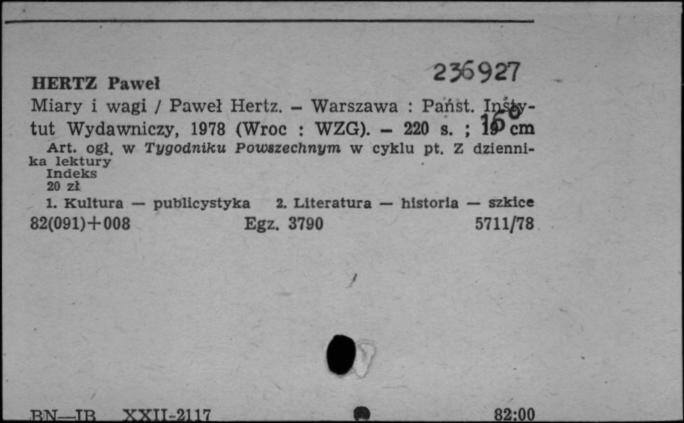 236927
HERTZ Paweł
Miary i wagi / Paweł Hertz. — Warszawa : Państ. Insty-
tut Wydawniczy, 1978 (Wroc : WZG). — 220 s. ; 19 cm
16°
Art. ogł. w Tygodniku Powszechnym w cyklu pt. Z dzienni-
ka lektury
Indeks
20 zł
1. Kultura — publicystyka 2. Literatura — historia — szkice
82(091)+008 Egz. 3790 5711/78
BN—IB XXII-2117 82:00